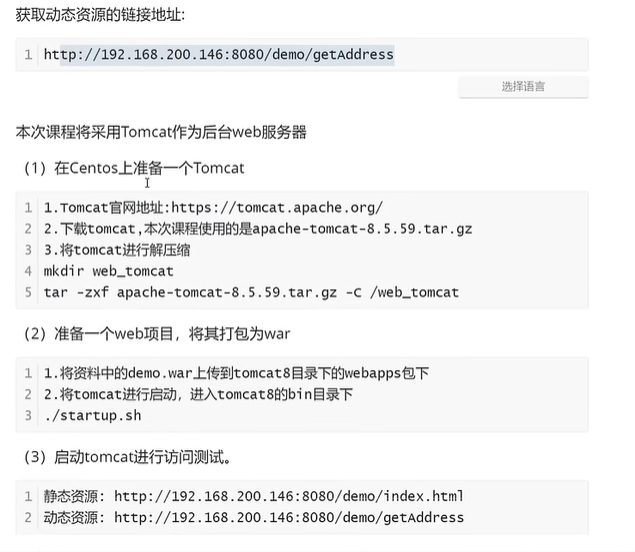 获取动态资源的链接地址:
1 http://192.168.200.146:8080/demo/getAddress
选择语言
本次课程将采用Tomcat作为后台web服务器
（1）在Centos上准备一个Tomcat
1 1.Tomcat官网地址:https://tomcat.apache.org/
2 2.下载tomcat,本次课程使用的是apache-tomcat-8.5.59.tar.gz
3 3.将tomcat进行解压缩
4 mkdir web_tomcat
5 tar -zxf apache-tomcat-8.5.59.tar.gz -C /web_tomcat
（2）准备一个web项目，将其打包为war
1 1.将资料中的demo.war上传到tomcat8目录下的webapps包下
2 2.将tomcat进行启动，进入tomcat8的bin目录下
3 ./startup.sh
（3）启动tomcat进行访问测试。
1 静态资源: http://192.168.200.146:8080/demo/index.html
2 动态资源: http://192.168.200.146:8080/demo/getAddress